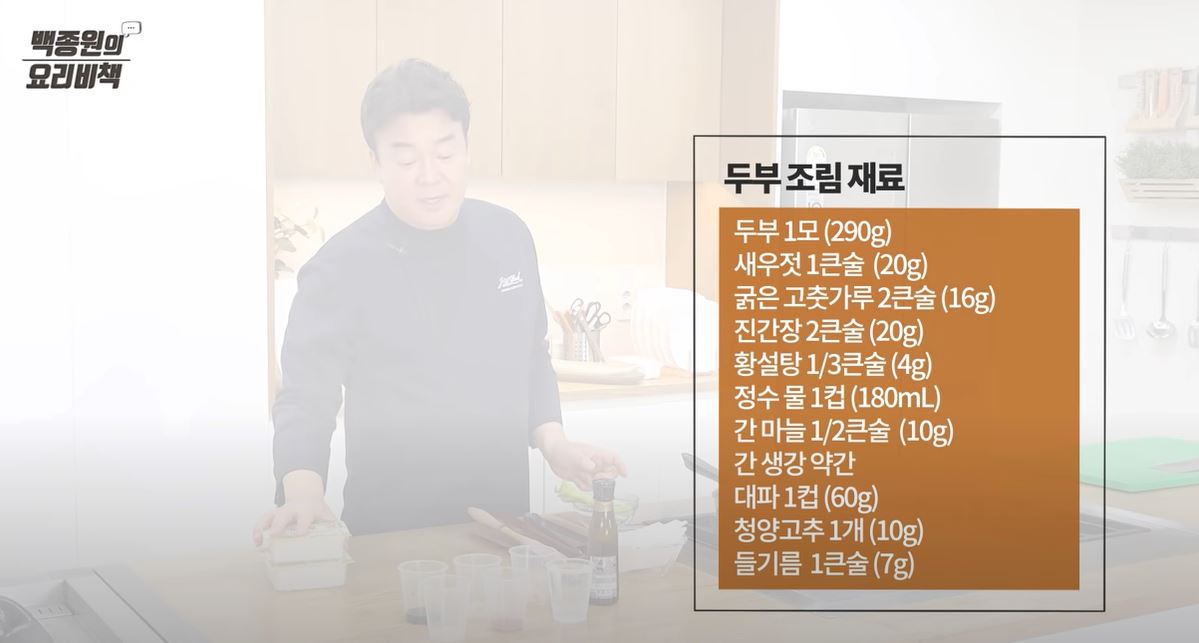 백종원의
요리비책
두부 조림 재료
두부 1모 (290g)
새우젓 1큰술 (20g)
굵은 고춧가루 2큰술 (16g)
진간장 2큰술 (20g)
황설탕 1/3큰술 (4g)
정수 물 1컵 (180mL)
간 마늘 1/2큰술 (10g)
간 생강 약간
대파 1컵 (60g)
청양고추 1개 (10g)
들기름 1큰술 (7g)